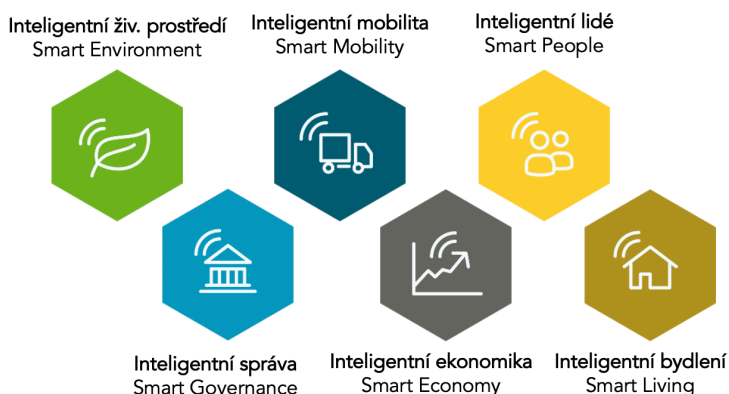 Inteligentní živ. prostředí
Smart Environment
Inteligentní mobilita
Smart Mobility
Inteligentní lidé
Smart People
Inteligentní správa
Smart Governance
Inteligentní ekonomika
Smart Economy
Inteligentní bydlení
Smart Living